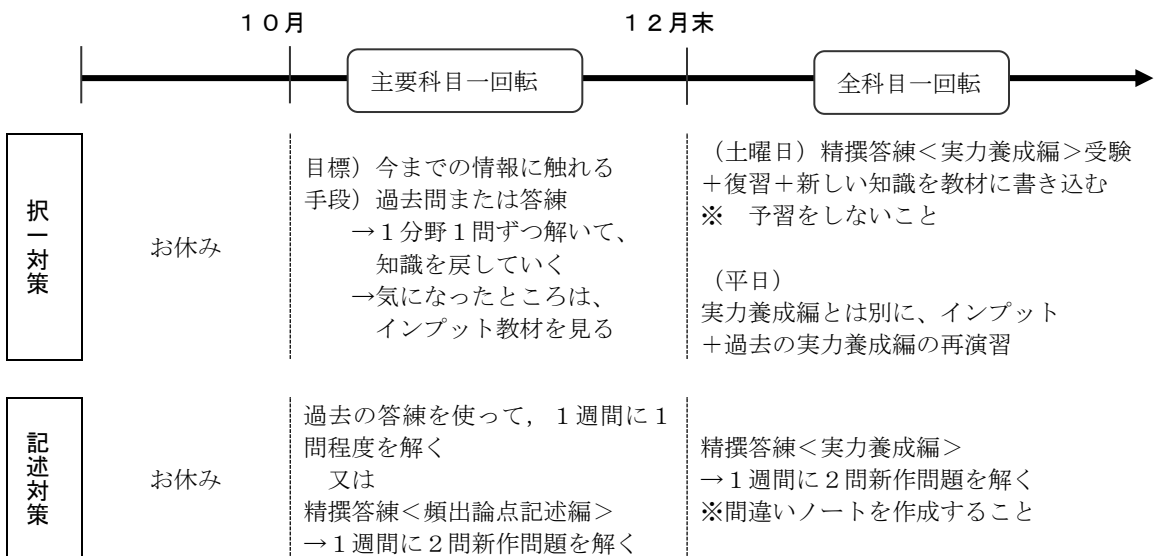 １０月
１２月末
主要科目一回転
全科目一回転
択一対策
お休み
目標）今までの情報に触れる
手段）過去問または答練
→１分野１問ずつ解いて、
知識を戻していく
→気になったところは、
インプット教材を見る
（土曜日）精撰答練＜実力養成編＞受験
＋復習＋新しい知識を教材に書き込む
※　予習をしないこと
（平日）
実力養成編とは別に、インプット
＋過去の実力養成編の再演習
記述対策
お休み
過去の答練を使って，１週間に１
問程度を解く
又は
精撰答練＜頻出論点記述編＞
→１週間に２問新作問題を解く
精撰答練＜実力養成編＞
→１週間に２問新作問題を解く
※間違いノートを作成すること